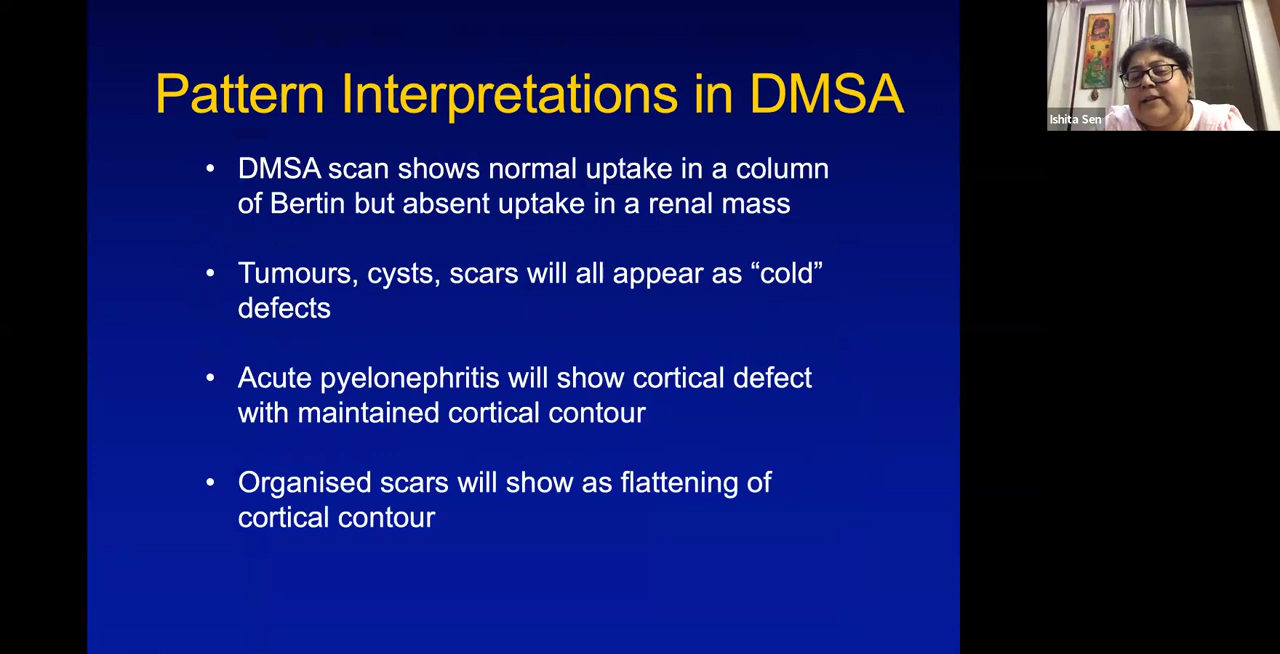 Pattern Interpretations in DMSA
• DMSA scan shows normal uptake in a column
of Bertin but absent uptake in a renal mass
• Tumours, cysts, scars will all appear as “cold”
defects
• Acute pyelonephritis will show cortical defect
with maintained cortical contour
• Organised scars will show as flattening of
cortical contour
Ishita Sen